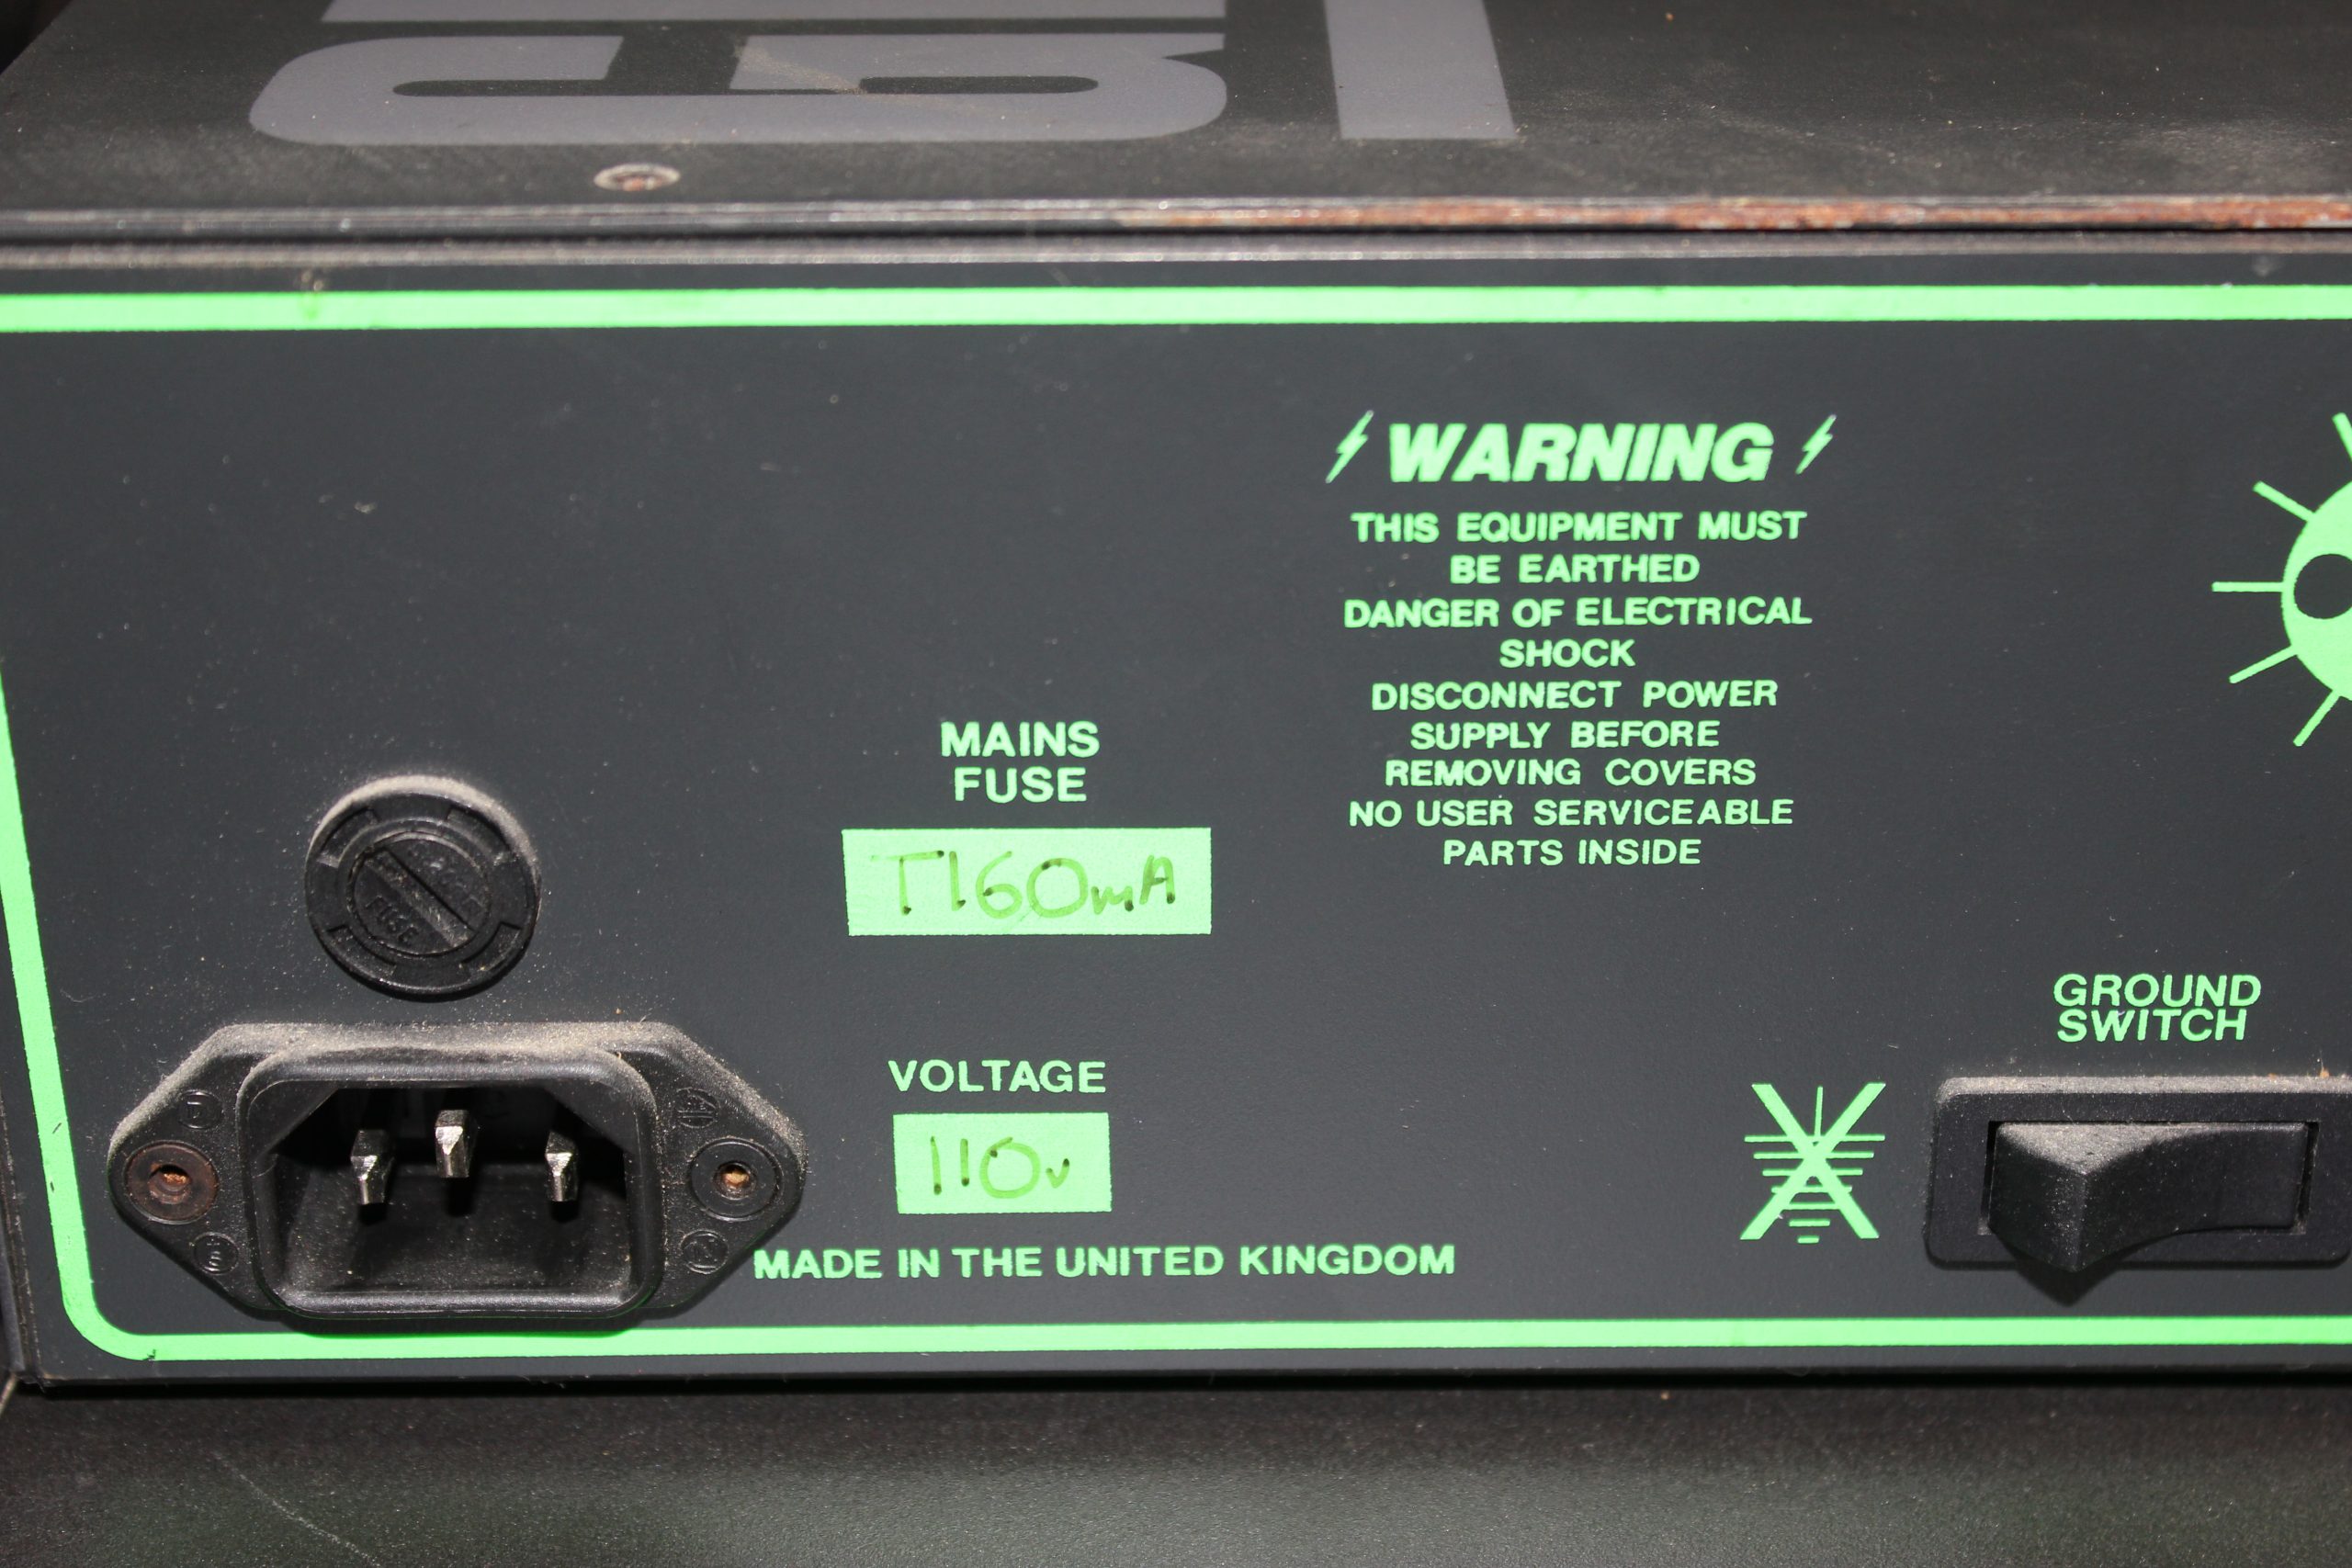 WARNING
THIS EQUIPMENT MUST
BE EARTHED
DANGER OF ELECTRICAL
SHOCK
DISCONNECT POWER
SUPPLY BEFORE
REMOVING COVERS
NO USER SERVICEABLE
PARTS INSIDE
MAINS
FUSE
T160mA
FUSE
GROUND
SWITCH
VOLTAGE
110v
MADE IN THE UNITED KINGDOM